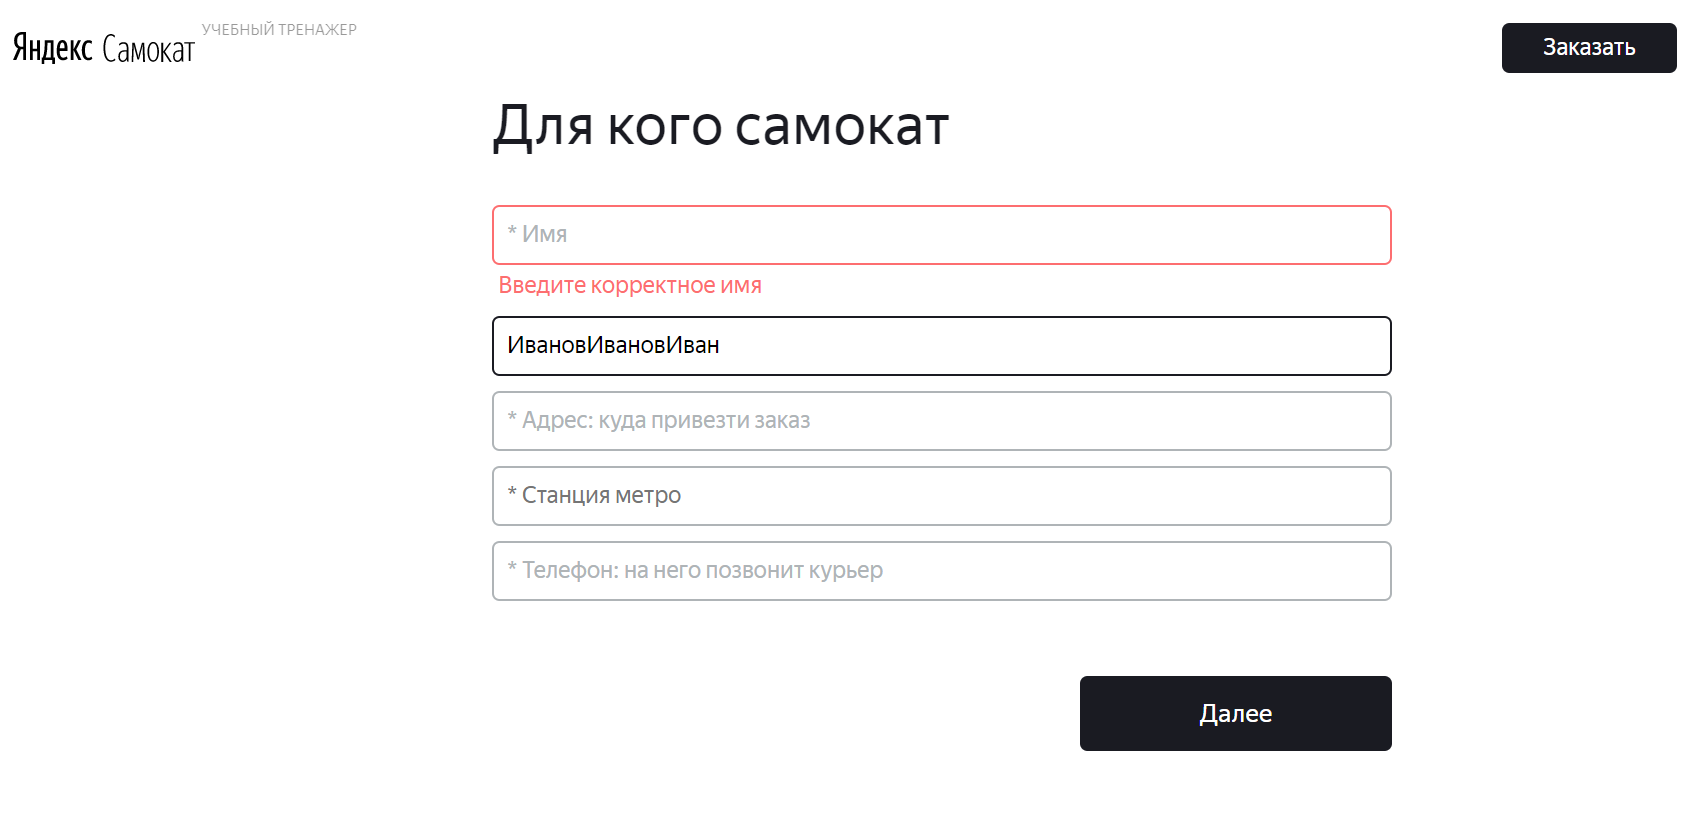 Яндекс Самокат
УЧЕБНЫЙ ТРЕНАЖЕР
Заказать
Для кого самокат
* Имя
Введите корректное имя
ИвановИвановИван
* Адрес: куда привезти заказ
* Станция метро
* Телефон: на него позвонит курьер
Далее